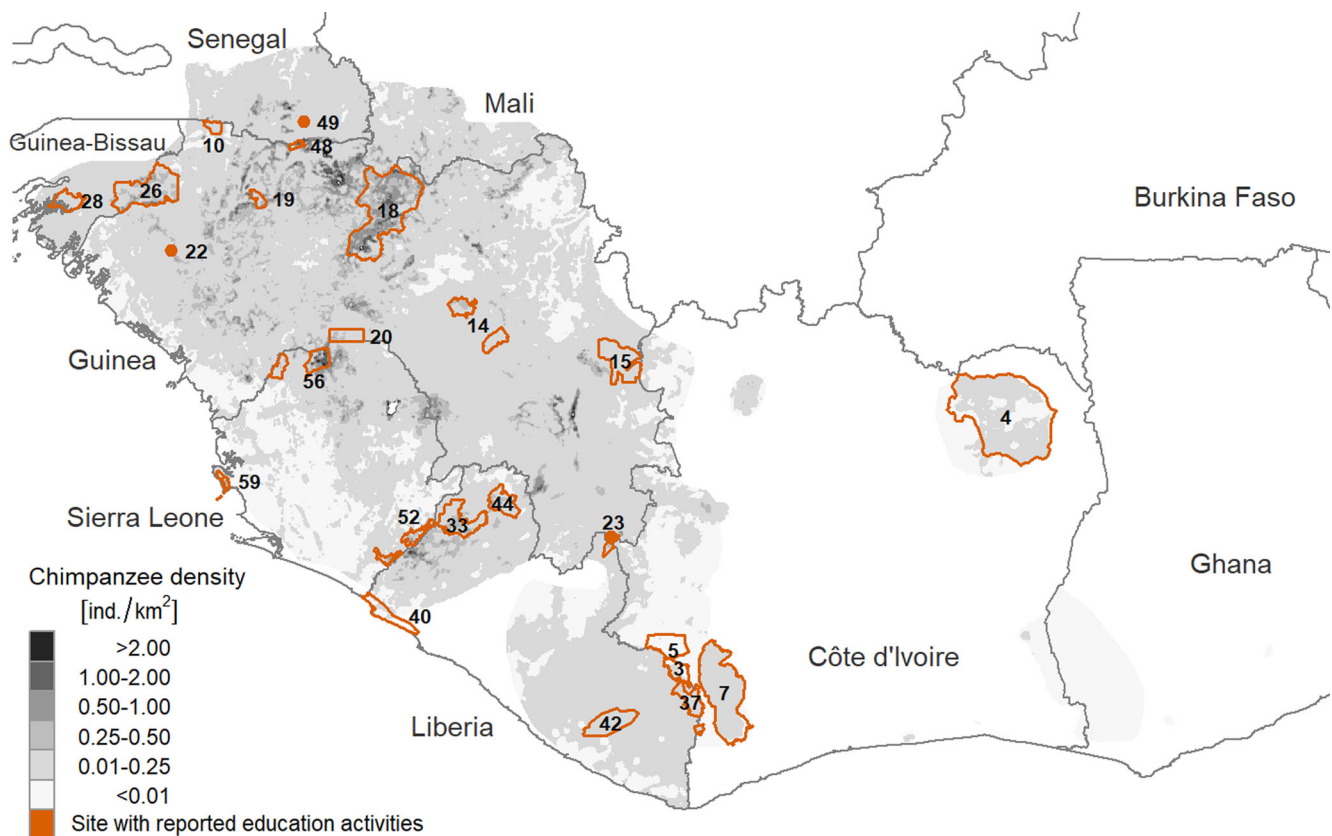 Senegal
Mali
49
Guinea-Bissau
10
48
26
19
28
18
Burkina Faso
22
14
20
Guinea
15
56
4
59
44
Sierra Leone
52
33
23
Chimpanzee density
[ind./km²]
Ghana
40
>2.00
5
Côte d'Ivoire
1.00-2.00
3
7
0.50-1.00
37
Liberia
42
0.25-0.50
0.01-0.25
<0.01
Site with reported education activities